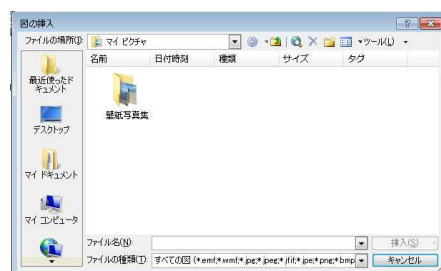 図の挿入
ファイルの場所(I):
マイ ピクチャ
ツール(L)
名前
日付時刻
種類
サイズ
タグ
最近使ったド
キュメント
デスクトップ
マイ ドキュメント
マイ コンピュータ
壁紙写真集
ファイル名(N):
挿入(S)
ファイルの種類(T):
すべての図 (*.emf;*.wmf;*.jpg;*.jpeg;*.jfif;*.jpe;*.png;*.bmp
キャンセル